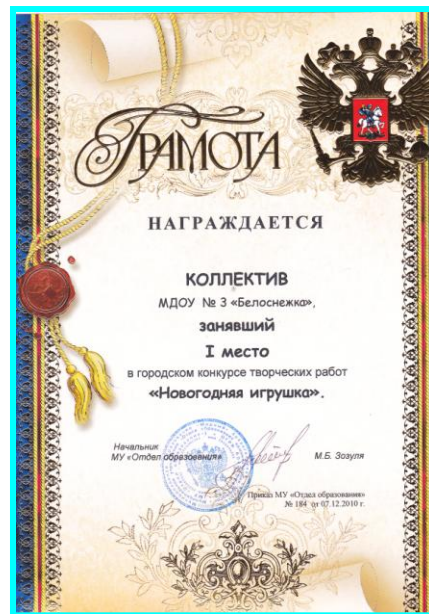 Грамота
НАГРАЖДАЕТСЯ
КОЛЛЕКТИВ
МДОУ № 3 «Белоснежка»,
занявший
I место
в городском конкурсе творческих работ
«Новогодняя игрушка».
Начальник
МУ «Отдел образования» М.Б. Зозуля
Приказ МУ «Отдел образования»
№ 184 от 07.12.2010 г.